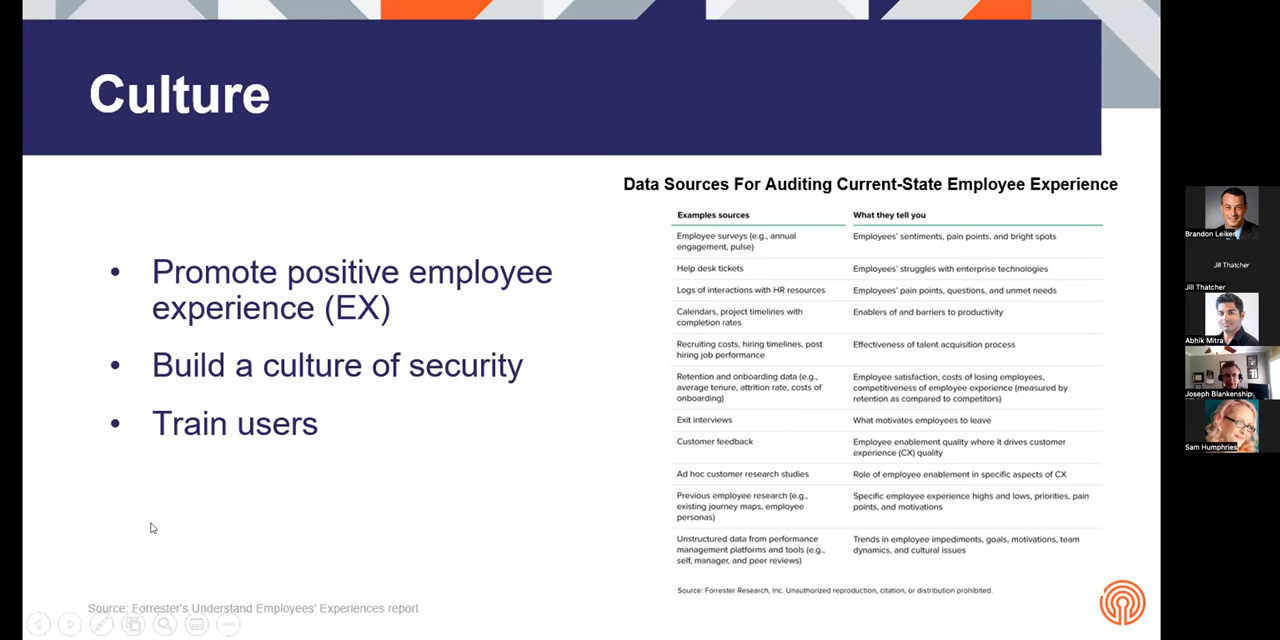 Culture
Promote positive employee
experience (EX)
Build a culture of security
Train users
Data Sources For Auditing Current-State Employee Experience
Examples sources What they tell you
Employee surveys (e.g., annual
engagement, pulse)
Employees' sentiments, pain points, and bright spots
Help desk tickets
Employees' struggles with enterprise technologies
Logs of interactions with HR resources
Employees' pain points, questions, and unmet needs
Calendars, project timelines with
completion rates
Enablers of and barriers to productivity
Recruiting costs, hiring timelines, post
hiring job performance
Effectiveness of talent acquisition process
Retention and onboarding data (e.g.,
average tenure, attrition rate, costs of
onboarding)
Employee satisfaction, costs of losing employees,
competitiveness of employee experience (measured by
retention as compared to competitors)
Exit interviews
What motivates employees to leave
Customer feedback
Employee enablement quality where it drives customer
experience (CX) quality
Ad hoc customer research studies
Role of employee enablement in specific aspects of CX
Previous employee research (e.g.,
existing journey maps, employee
personas)
Specific employee experience highs and lows, priorities, pain
points, and motivations
Unstructured data from performance
management platforms and tools (e.g.,
self, manager, and peer reviews)
Trends in employee impediments, goals, motivations, team
dynamics, and cultural issues
Source: Forrester Research, Inc. Unauthorized reproduction, citation, or distribution prohibited.
Source: Forrester's Understand Employees' Experiences report
Brandon Leiker
Jill Thatcher
Jill Thatcher
Abhik Mitra
Joseph Blankenship
Sam Humphries